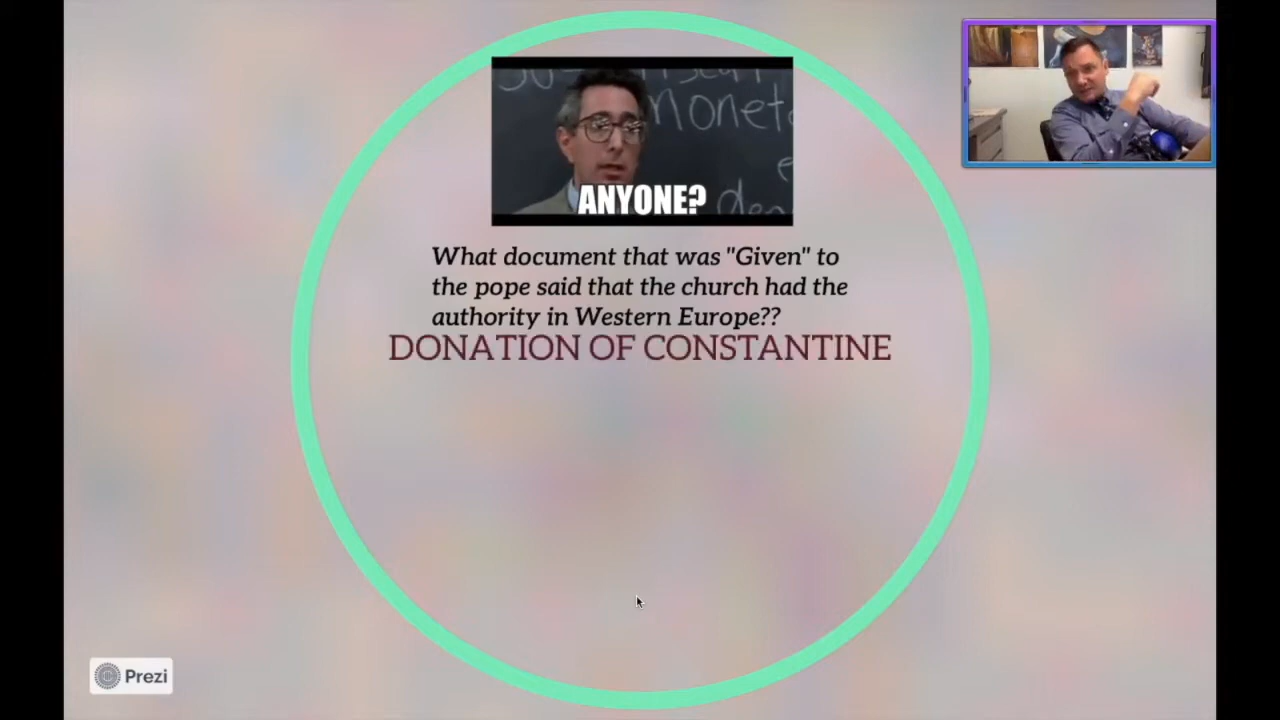 monet
ANYONE?
What document that was "Given" to
the pope said that the church had the
authority in Western Europe??
DONATION OF CONSTANTINE
Prezi